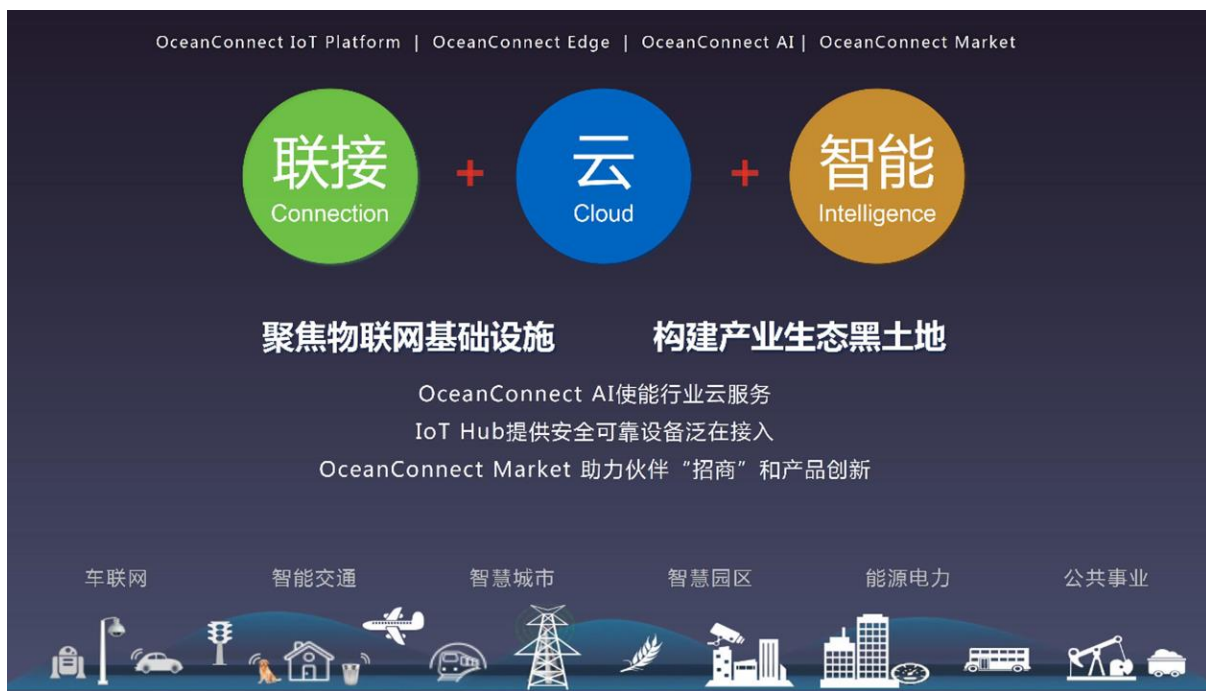 OceanConnect IoT Platform | OceanConnect Edge | OceanConnect AI | OceanConnect Market
联接 + 云 + 智能
Connection Cloud Intelligence
聚焦物联网基础设施 构建产业生态黑土地
OceanConnect AI使能行业云服务
IoT Hub提供安全可靠设备泛在接入
OceanConnect Market 助力伙伴“招商”和产品创新
车联网 智能交通 智慧城市 智慧园区 能源电力 公共事业